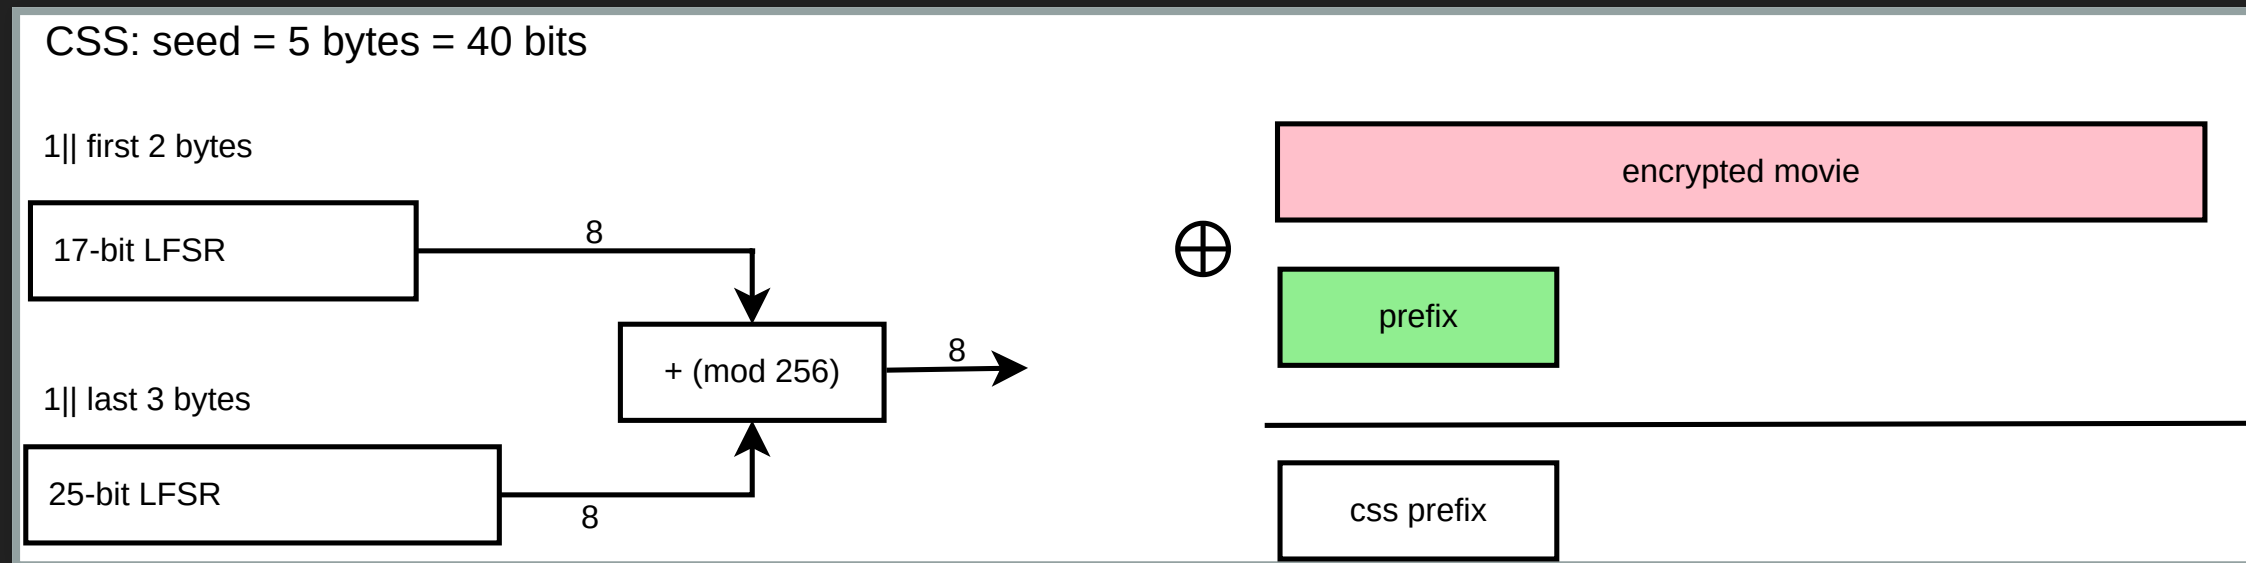 CSS: seed = 5 bytes = 40 bits
1|| first 2 bytes
17-bit LFSR
8
+ (mod 256)
8
1|| last 3 bytes
25-bit LFSR
8
encrypted movie
prefix
css prefix